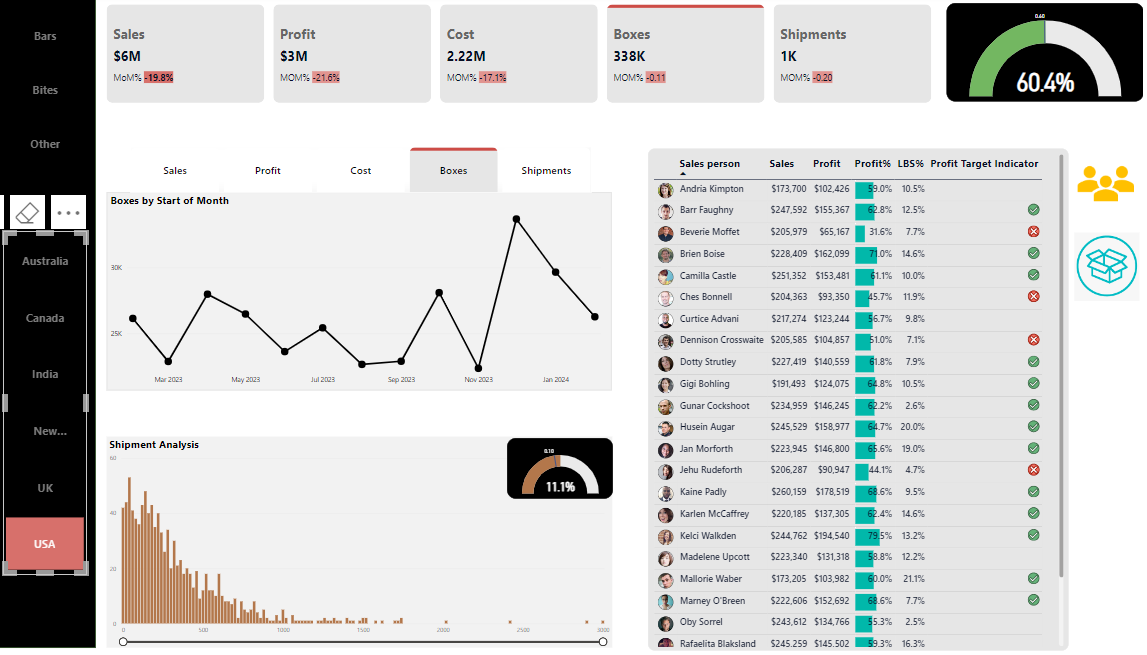 Bars
Bites
Other
Australia
Canada
India
New...
UK
USA
Sales
$6M
MoM% -19.8%
Profit
$3M
MOM% -21.6%
Cost
2.22M
MOM% -17.1%
Boxes
338K
MOM% -0.11
Shipments
1K
MOM% -0.20
0.60
60.4%
Sales Profit Cost Boxes Shipments
Boxes by Start of Month
30K
25K
Mar 2023 May 2023 Jul 2023 Sep 2023 Nov 2023 Jan 2024
Shipment Analysis
0.10
11.1%
60
40
20
0
0 500 1000 1500 2000 2500 3000
Sales person Sales Profit Profit% LBS% Profit Target Indicator
Andria Kimpton $173,700 $102,426 59.0% 10.5%
Barr Faughny $247,592 $155,367 62.8% 12.5%
Beverie Moffet $205,979 $65,167 31.6% 7.7%
Brien Boise $228,409 $162,099 71.0% 14.6%
Camilla Castle $251,352 $153,481 61.1% 10.0%
Ches Bonnell $204,363 $93,350 45.7% 11.9%
Curtice Advani $217,274 $123,244 56.7% 9.8%
Dennison Crosswaite $205,585 $104,857 51.0% 7.1%
Dotty Strutley $227,419 $140,559 61.8% 7.9%
Gigi Bohling $191,493 $124,075 64.8% 10.5%
Gunar Cockshoot $234,959 $146,245 62.2% 2.6%
Husein Augar $245,529 $158,977 64.7% 20.0%
Jan Morforth $223,945 $146,800 65.6% 19.0%
Jehu Rudeforth $206,287 $90,947 44.1% 4.7%
Kaine Padly $260,159 $178,519 68.6% 9.5%
Karlen McCaffrey $220,185 $137,305 62.4% 14.6%
Kelci Walkden $244,762 $194,540 79.5% 13.2%
Madelene Upcott $223,340 $131,318 58.8% 12.2%
Mallorie Waber $173,205 $103,982 60.0% 21.1%
Marney O'Breen $222,606 $152,692 68.6% 7.7%
Oby Sorrel $243,612 $134,766 55.3% 2.5%
Rafaelita Blaksland $245,259 $145,502 59.3% 16.3%